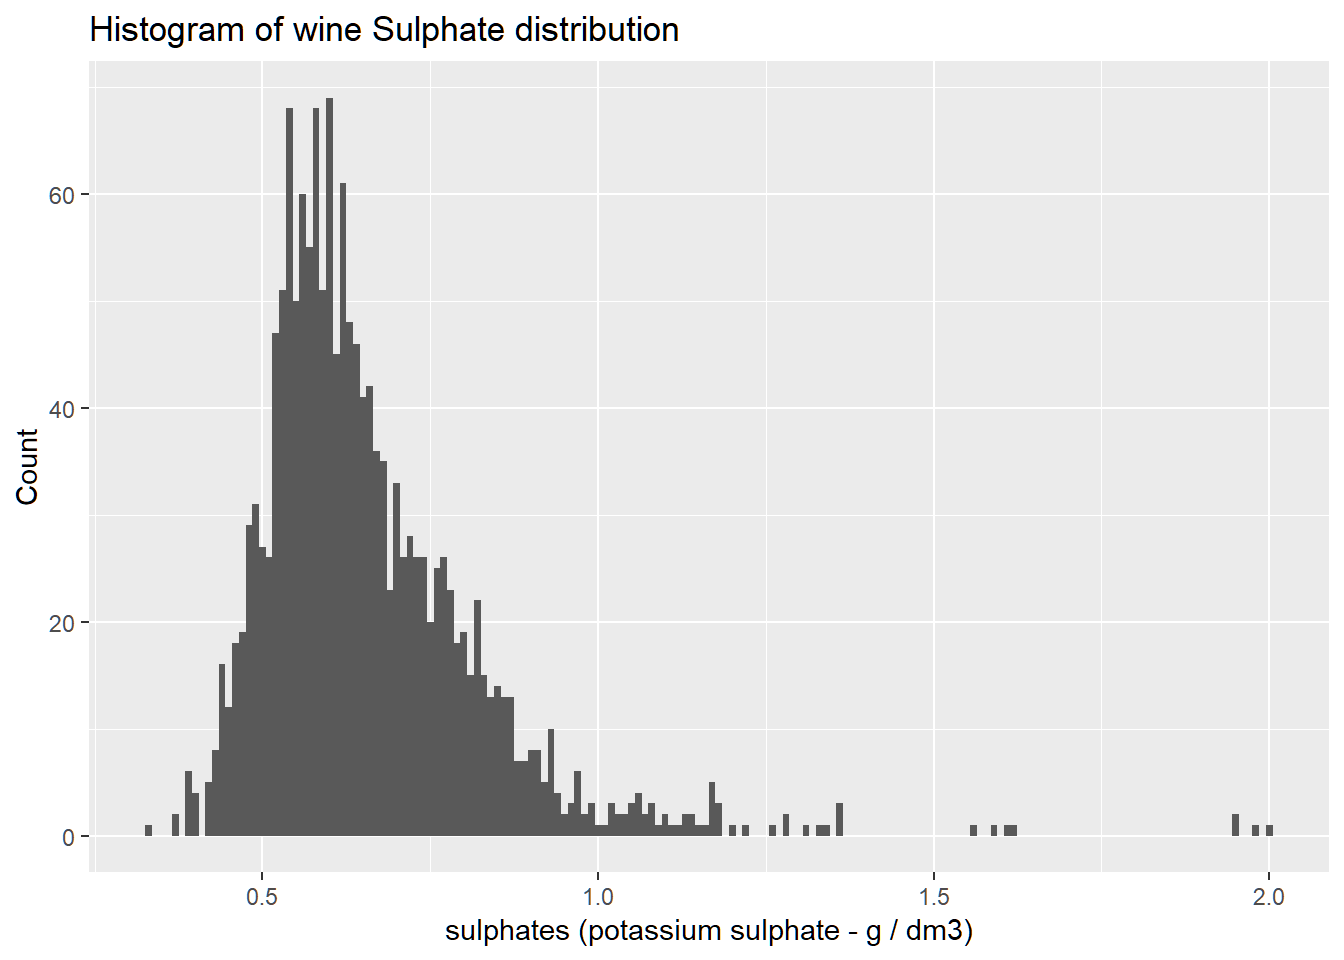 Histogram of wine Sulphate distribution
60
40
20
0
Count
0.5 1.0 1.5 2.0
sulphates (potassium sulphate - g / dm3)